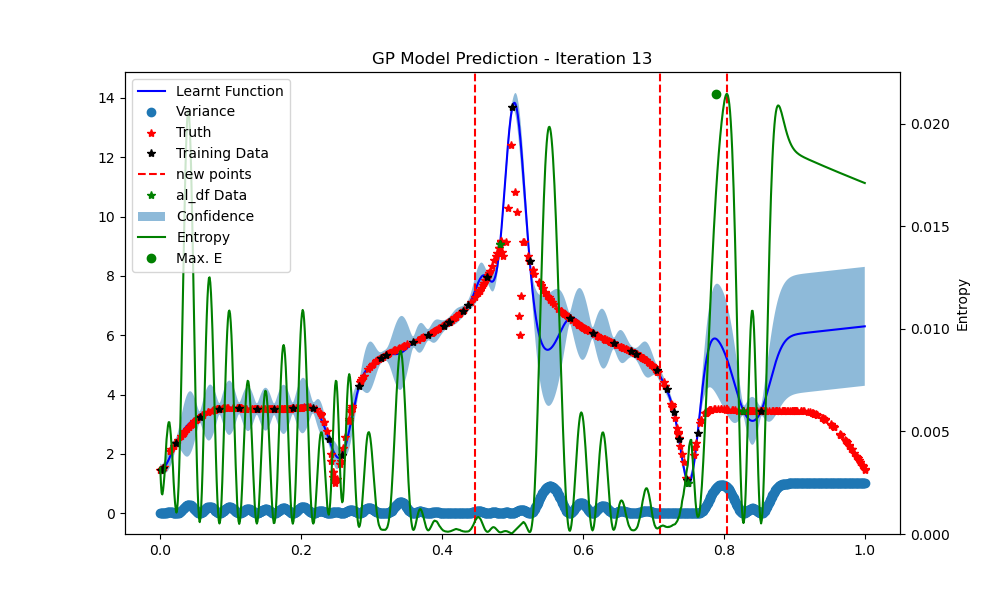 GP Model Prediction - Iteration 13
Learnt Function
Variance
Truth
Training Data
new points
al_df Data
Confidence
Entropy
Max. E
14
12
10
8
6
4
2
0
0.020
0.015
0.010
0.005
0.000
Entropy
0.0 0.2 0.4 0.6 0.8 1.0